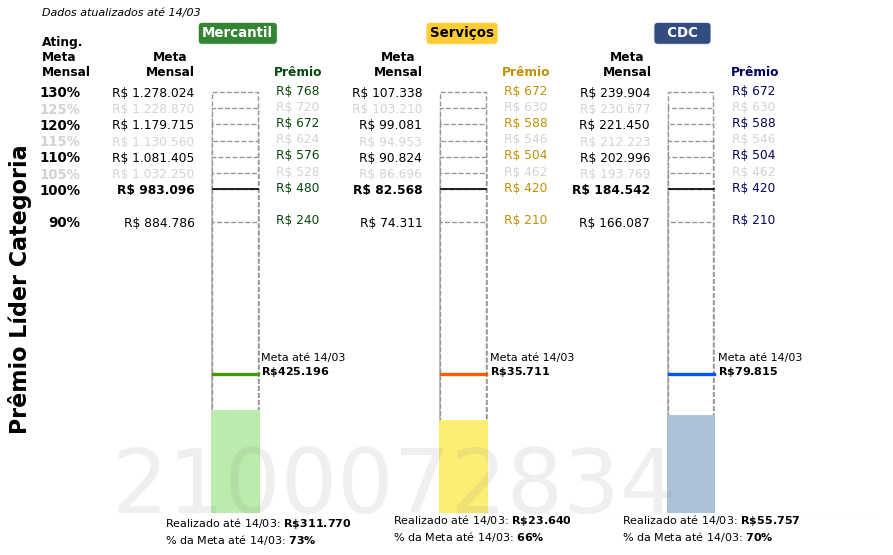 Dados atualizados até 14/03
Mercantil Serviços CDC
Ating.
Meta
Mensal
Meta
Mensal
Prêmio
Meta
Mensal
Prêmio
Meta
Mensal
Prêmio
130% R$ 1.278.024 R$ 768 R$ 107.338 R$ 672 R$ 239.904 R$ 672
125% R$ 1.228.870 R$ 720 R$ 103.210 R$ 630 R$ 230.677 R$ 630
120% R$ 1.179.715 R$ 672 R$ 99.081 R$ 588 R$ 221.450 R$ 588
115% R$ 1.130.560 R$ 624 R$ 94.953 R$ 546 R$ 212.223 R$ 546
110% R$ 1.081.405 R$ 576 R$ 90.824 R$ 504 R$ 202.996 R$ 504
105% R$ 1.032.250 R$ 528 R$ 86.696 R$ 462 R$ 193.769 R$ 462
100% R$ 983.096 R$ 480 R$ 82.568 R$ 420 R$ 184.542 R$ 420
90% R$ 884.786 R$ 240 R$ 74.311 R$ 210 R$ 166.087 R$ 210
Prêmio Líder Categoria
Meta até 14/03
R$425.196
Meta até 14/03
R$35.711
Meta até 14/03
R$79.815
2100072834
Realizado até 14/03: R$311.770
% da Meta até 14/03: 73%
Realizado até 14/03: R$23.640
% da Meta até 14/03: 66%
Realizado até 14/03: R$55.757
% da Meta até 14/03: 70%